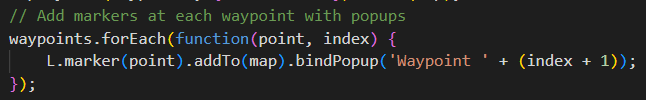 // Add markers at each waypoint with popups
waypoints.forEach(function(point, index) {
    L.marker(point).addTo(map).bindPopup('Waypoint ' + (index + 1));
});